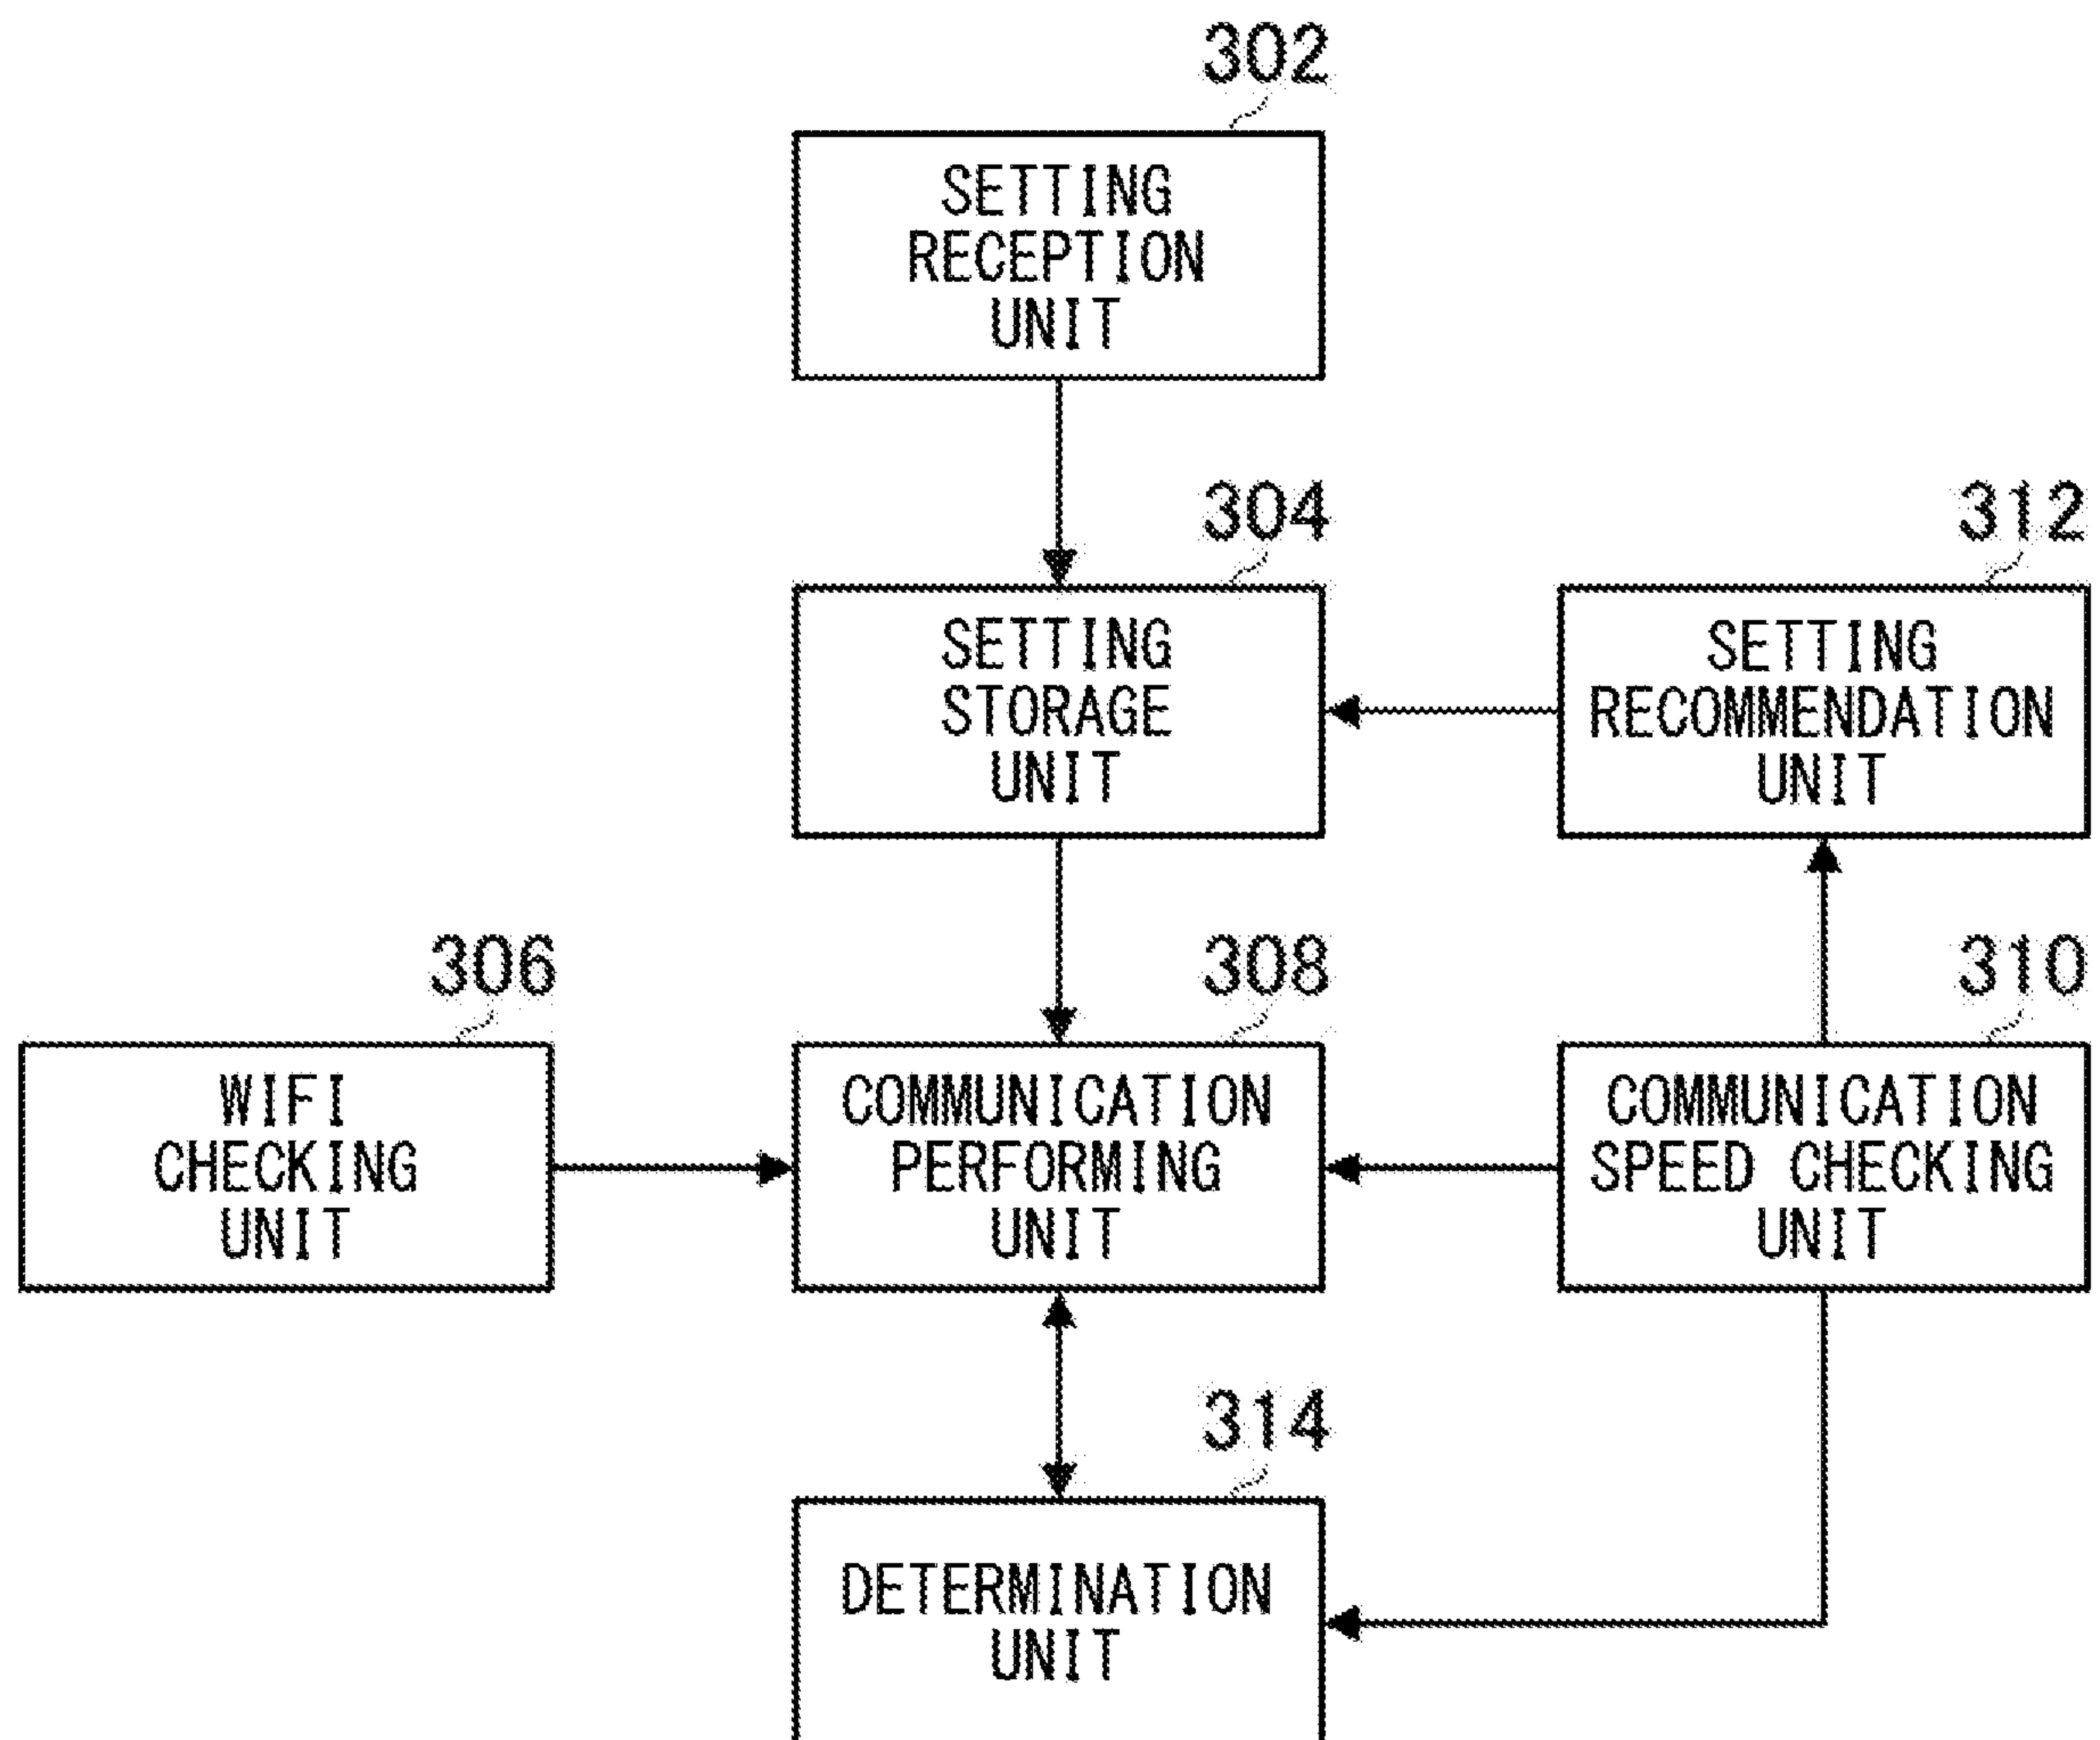 302
SETTING
RECEPTION
UNIT
304
SETTING
STORAGE
UNIT
312
SETTING
RECOMMENDATION
UNIT
306
WIFI
CHECKING
UNIT
308
COMMUNICATION
PERFORMING
UNIT
310
COMMUNICATION
SPEED CHECKING
UNIT
314
DETERMINATION
UNIT